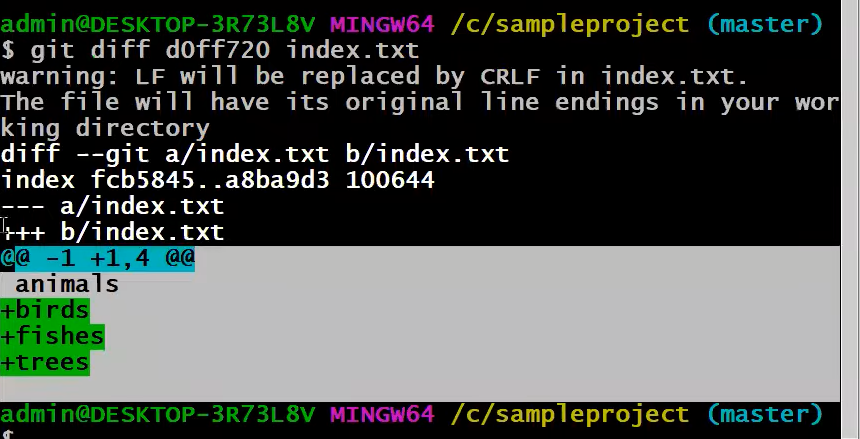 admin@DESKTOP-3R73L8V MINGW64 /c/sampleproject (master)
$ git diff d0ff720 index.txt
warning: LF will be replaced by CRLF in index.txt.
The file will have its original line endings in your wor
king directory
diff --git a/index.txt b/index.txt
index fcb5845..a8ba9d3 100644
--- a/index.txt
+++ b/index.txt
@@ -1 +1,4 @@
 animals
+birds
+fishes
+trees
admin@DESKTOP-3R73L8V MINGW64 /c/sampleproject (master)
$